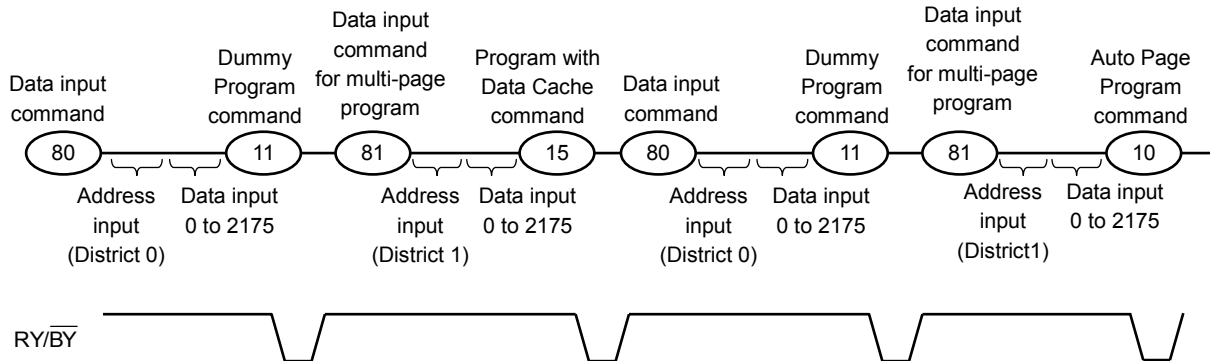 Data input
command
Dummy
Program
command
Data input
command
for multi-page
program
Program with
Data Cache
command
Data input
command
Dummy
Program
command
Data input
command
for multi-page
program
Auto Page
Program
command
80
11
81
15
80
11
81
10
Address
input
(District 0)
Data input
0 to 2175
Address
input
(District 1)
Data input
0 to 2175
Address
input
(District 0)
Data input
0 to 2175
Address
input
(District1)
Data input
0 to 2175
RY/B̅Y̅